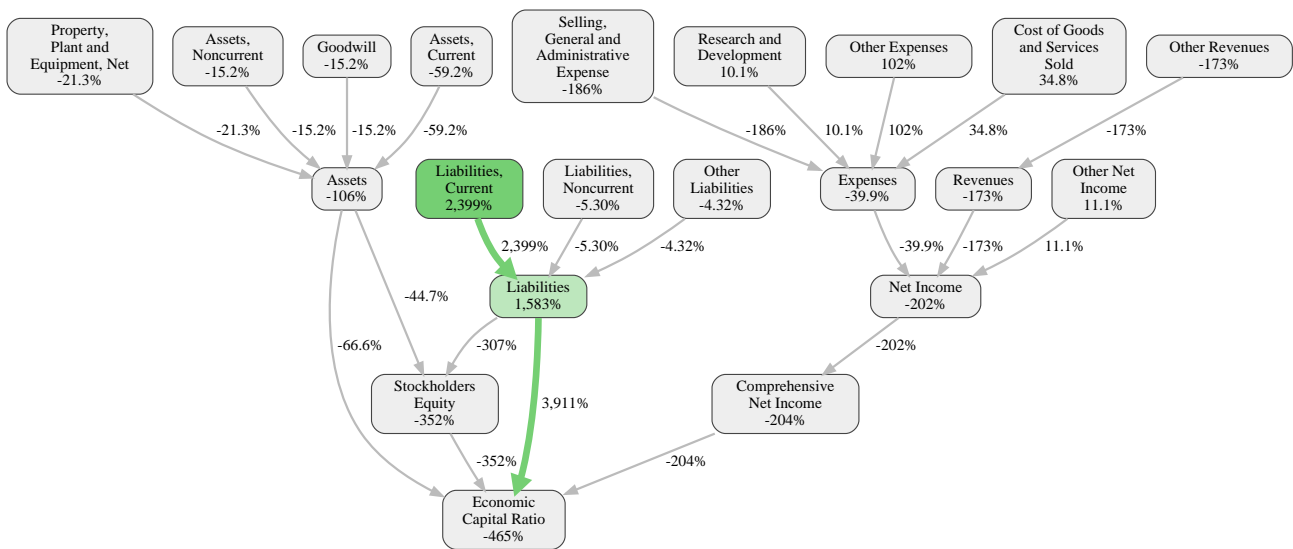 Property,
Plant and
Equipment, Net
-21.3%
Assets,
Noncurrent
-15.2%
Goodwill
-15.2%
Assets,
Current
-59.2%
Selling,
General and
Administrative
Expense
-186%
Research and
Development
10.1%
Other Expenses
102%
Cost of Goods
and Services
Sold
34.8%
Other Revenues
-173%
-21.3%
-15.2%
-15.2%
-59.2%
-186%
10.1%
102%
34.8%
-173%
Assets
-106%
Liabilities,
Current
2,399%
Liabilities,
Noncurrent
-5.30%
Other
Liabilities
-4.32%
Expenses
-39.9%
Revenues
-173%
Other Net
Income
11.1%
2,399%
-5.30%
-4.32%
-39.9%
-173%
11.1%
Liabilities
1,583%
Net Income
-202%
-44.7%
-66.6%
-307%
-202%
Stockholders
Equity
-352%
3,911%
Comprehensive
Net Income
-204%
-352%
-204%
Economic
Capital Ratio
-465%